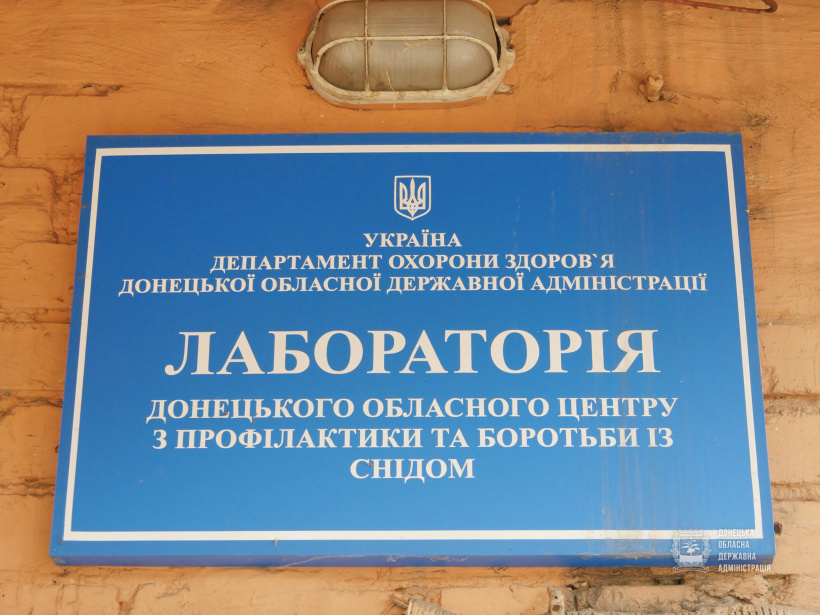 УКРАЇНА
ДЕПАРТАМЕНТ ОХОРОНИ ЗДОРОВ`Я
ДОНЕЦЬКОЇ ОБЛАСНОЇ ДЕРЖАВНОЇ АДМІНІСТРАЦІЇ
ЛАБОРАТОРІЯ
ДОНЕЦЬКОГО ОБЛАСНОГО ЦЕНТРУ
З ПРОФІЛАКТИКИ ТА БОРОТЬБИ ІЗ
СНІДОМ
ДОНЕЦЬКА
ОБЛАСНА
ДЕРЖАВНА
АДМІНІСТРАЦІЯ